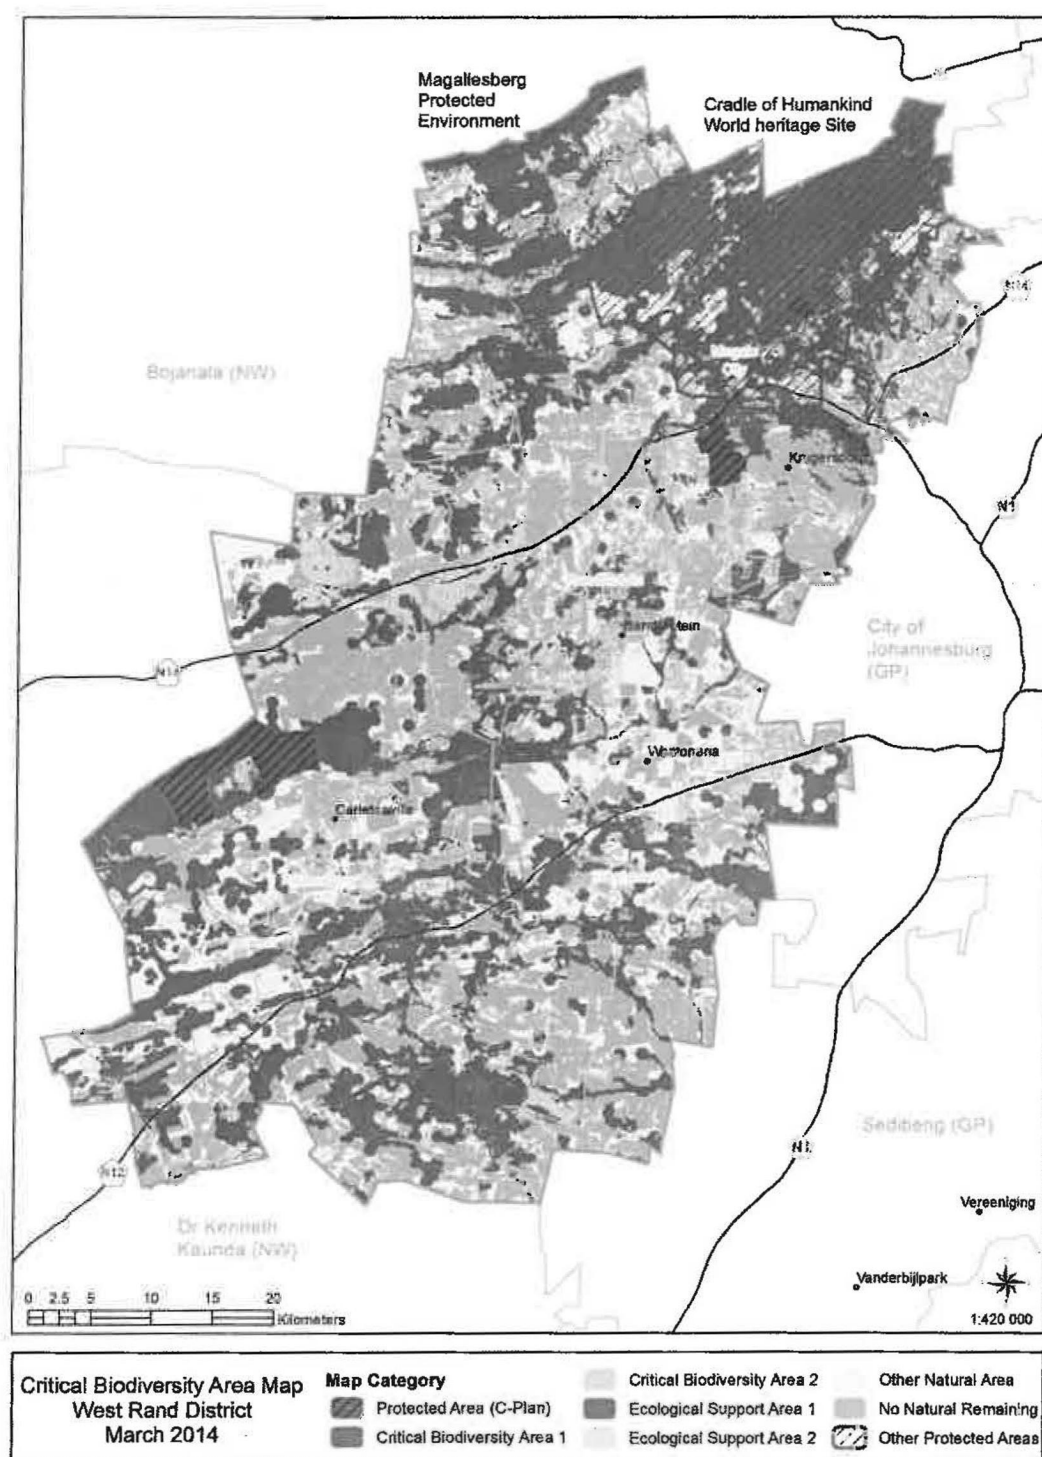 Magaliesberg
Protected
Environment
Cradle of Humankind
World heritage Site
N14
Bojanala (NW)
N1
City of
Johannesburg
(GP)
Westonaria
Carletonville
Sedibeng (GP)
N12
Dr Kenneth
Kaunda (NW)
Vereeniging
Vanderbijlpark
0 2.5 5 10 15 20
Kilometers
1:420 000
Critical Biodiversity Area Map
West Rand District
March 2014
Map Category
Protected Area (C-Plan)
Critical Biodiversity Area 1
Critical Biodiversity Area 2
Ecological Support Area 1
Ecological Support Area 2
Other Natural Area
No Natural Remaining
Other Protected Areas